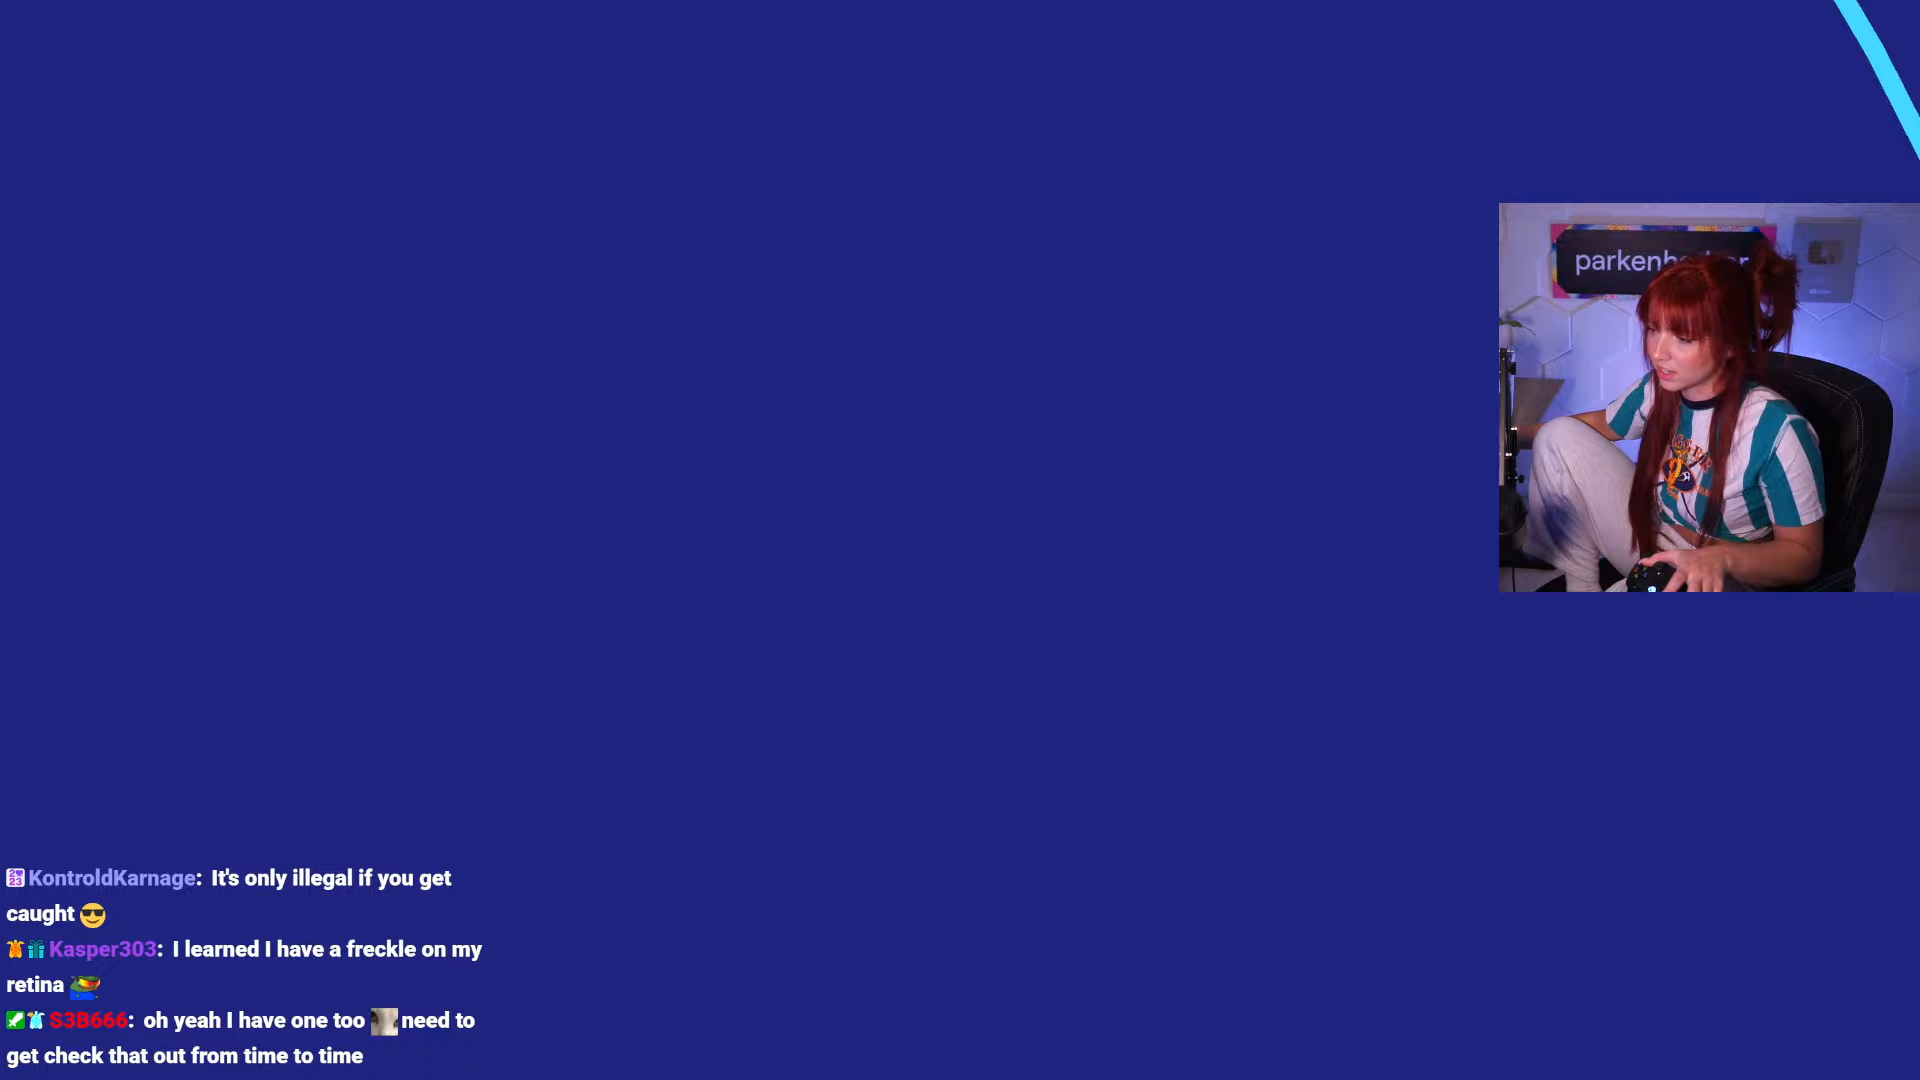 KontroldKarnage: It's only illegal if you get
caught
Kasper303: I learned I have a freckle on my
retina
S3B666: oh yeah I have one too need to
get check that out from time to time